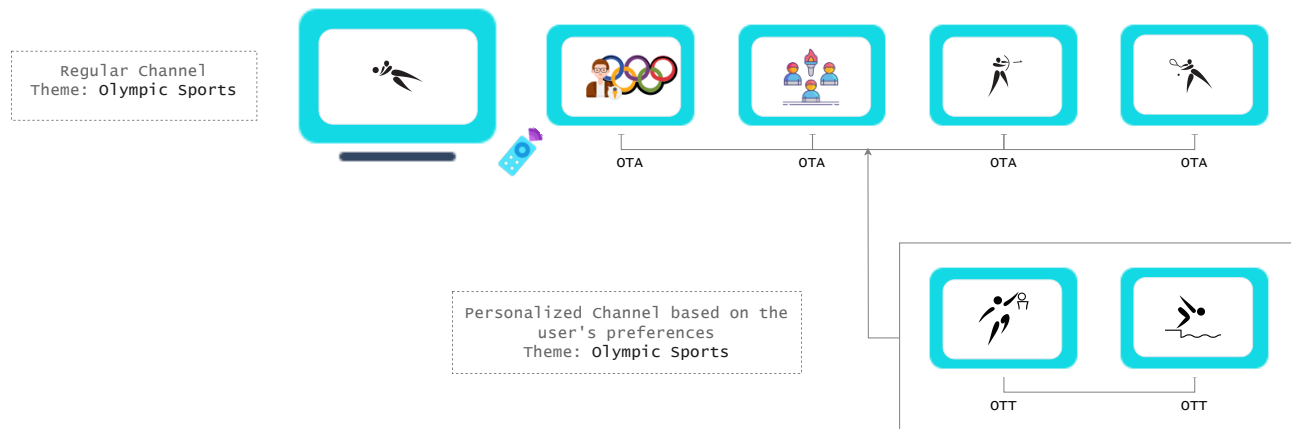 Regular Channel
Theme: Olympic Sports
OTA
OTA
OTA
OTA
Personalized Channel based on the
user's preferences
Theme: Olympic Sports
OTT
OTT